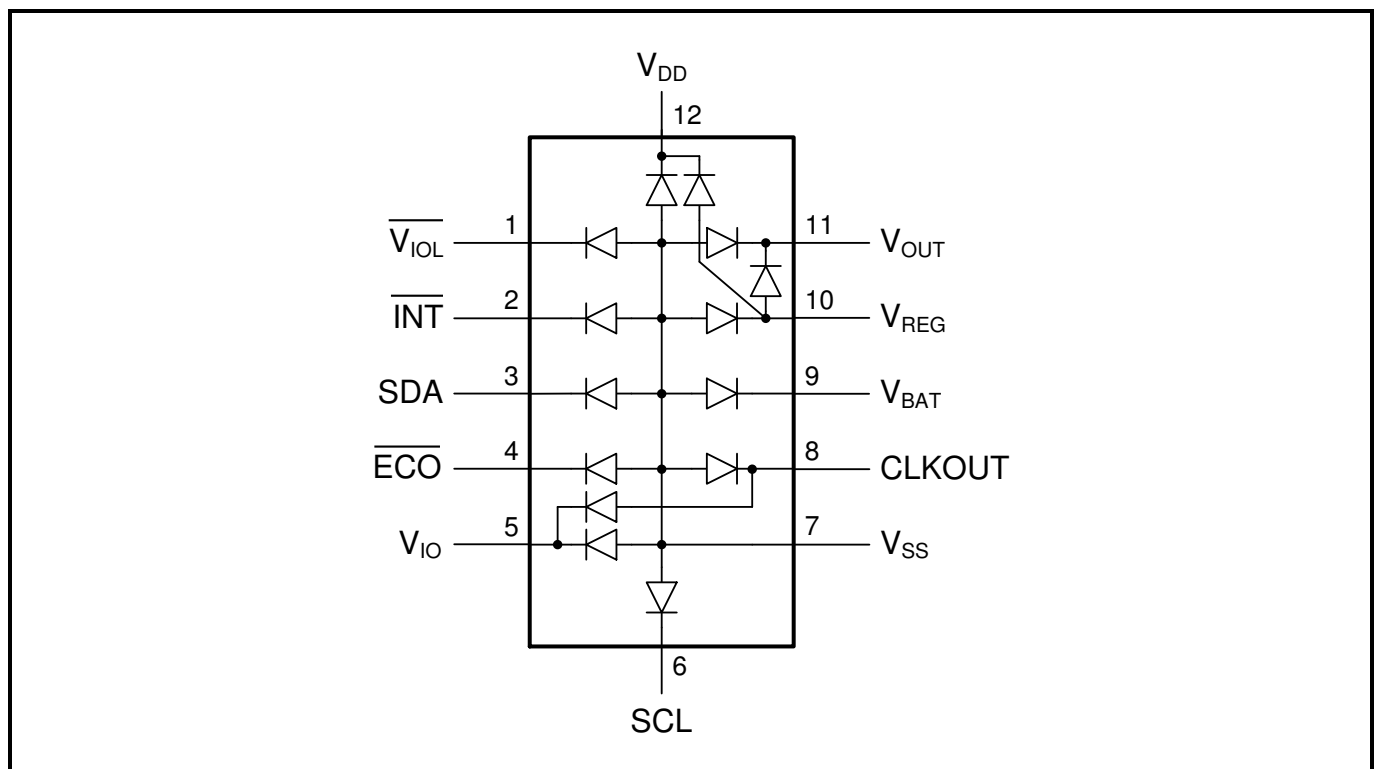 V_DD
12
1
V_IOL
11
V_OUT
2
INT
10
V_REG
3
SDA
9
V_BAT
4
ECO
8
CLKOUT
5
V_IO
7
V_SS
6
SCL